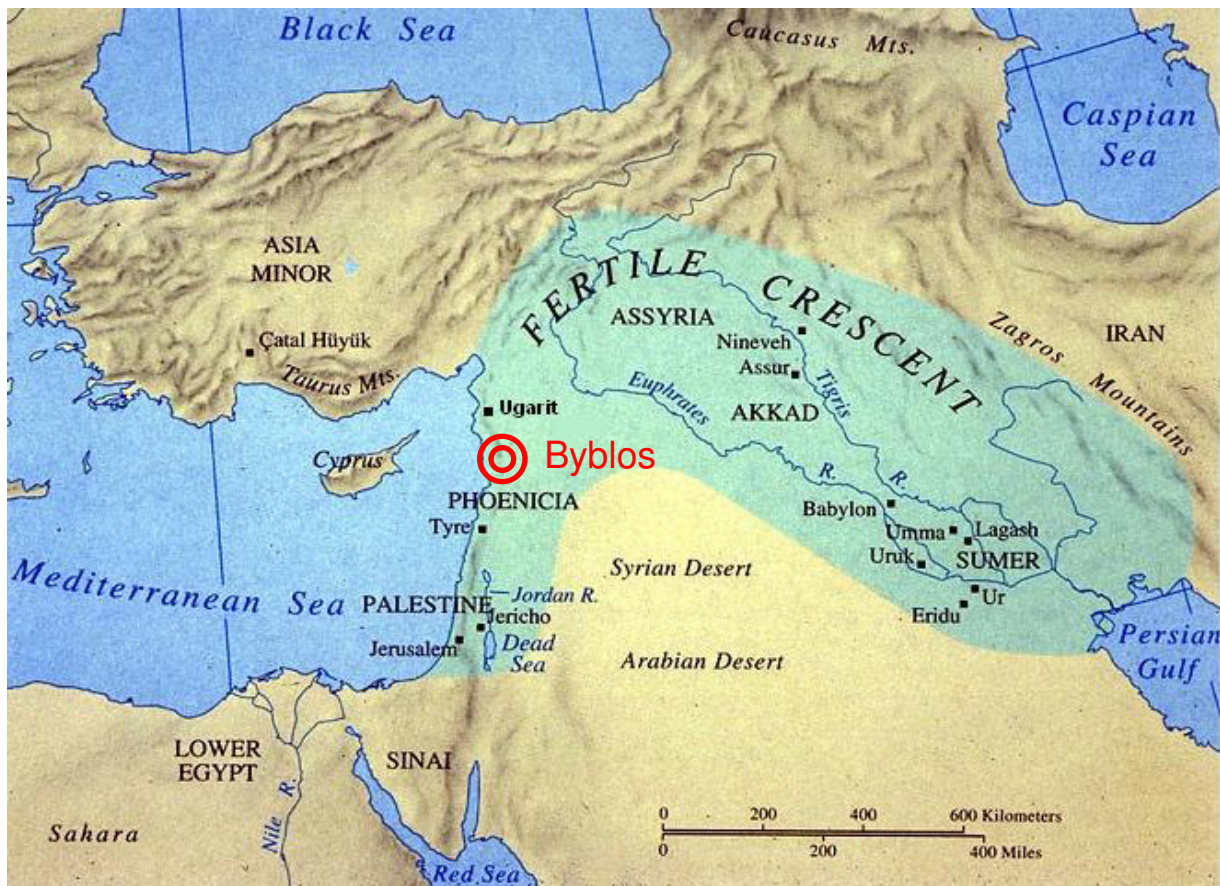 Black Sea
Caucasus Mts.
Caspian
Sea
ASIA
MINOR
FERTILE CRESCENT
ASSYRIA
Zagros Mountains
IRAN
Nineveh
Çatal Hüyük
Taurus Mts.
Assur
Tigris R.
Euphrates R.
AKKAD
Ugarit
Cyprus
Byblos
PHOENICIA
Babylon
Tyre
Umma
Lagash
Uruk
SUMER
Syrian Desert
Mediterranean Sea
Jordan R.
Ur
PALESTINE
Jericho
Eridu
Jerusalem
Dead
Sea
Arabian Desert
Persian
Gulf
LOWER
EGYPT
SINAI
Nile R.
Sahara
Red Sea
0 200 400 600 Kilometers
0 200 400 Miles